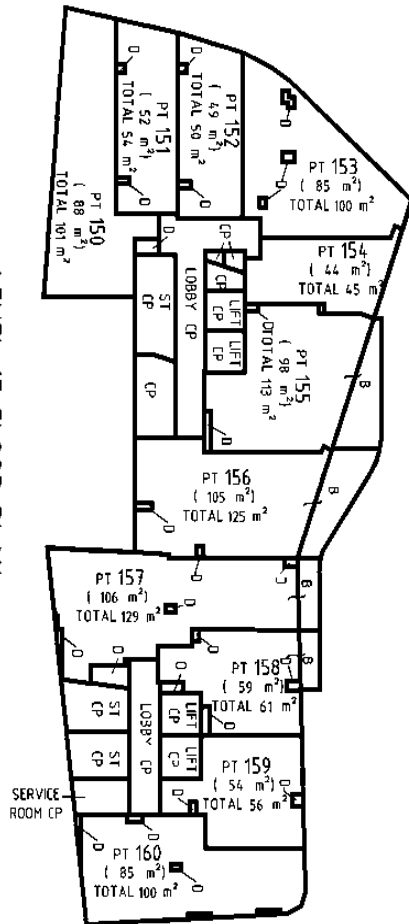 D
D
PT 151
( 52 m²)
TOTAL 54 m²
PT 152
( 49 m²)
TOTAL 50 m²
D
PT 153
( 85 m²)
TOTAL 100 m²
D
D
D
PT 150
( 88 m²)
TOTAL 101 m²
D
CP
CP
PT 154
( 44 m²)
TOTAL 45 m²
ST
CP
LOBBY CP
CP
LIFT
CP
LIFT
D
PT 155
( 98 m²)
TOTAL 113 m²
B
CP
D
PT 156
( 105 m²)
TOTAL 125 m²
B
D
D
PT 157
( 106 m²)
TOTAL 129 m²
D
B
D
D
D
PT 158
( 59 m²)
TOTAL 61 m²
D
B
ST
CP
LOBBY CP
LIFT
CP
D
ST
CP
LIFT
CP
PT 159
( 54 m²)
TOTAL 56 m²
D
SERVICE
ROOM CP
D
D
D
PT 160
( 85 m²)
TOTAL 100 m²
D